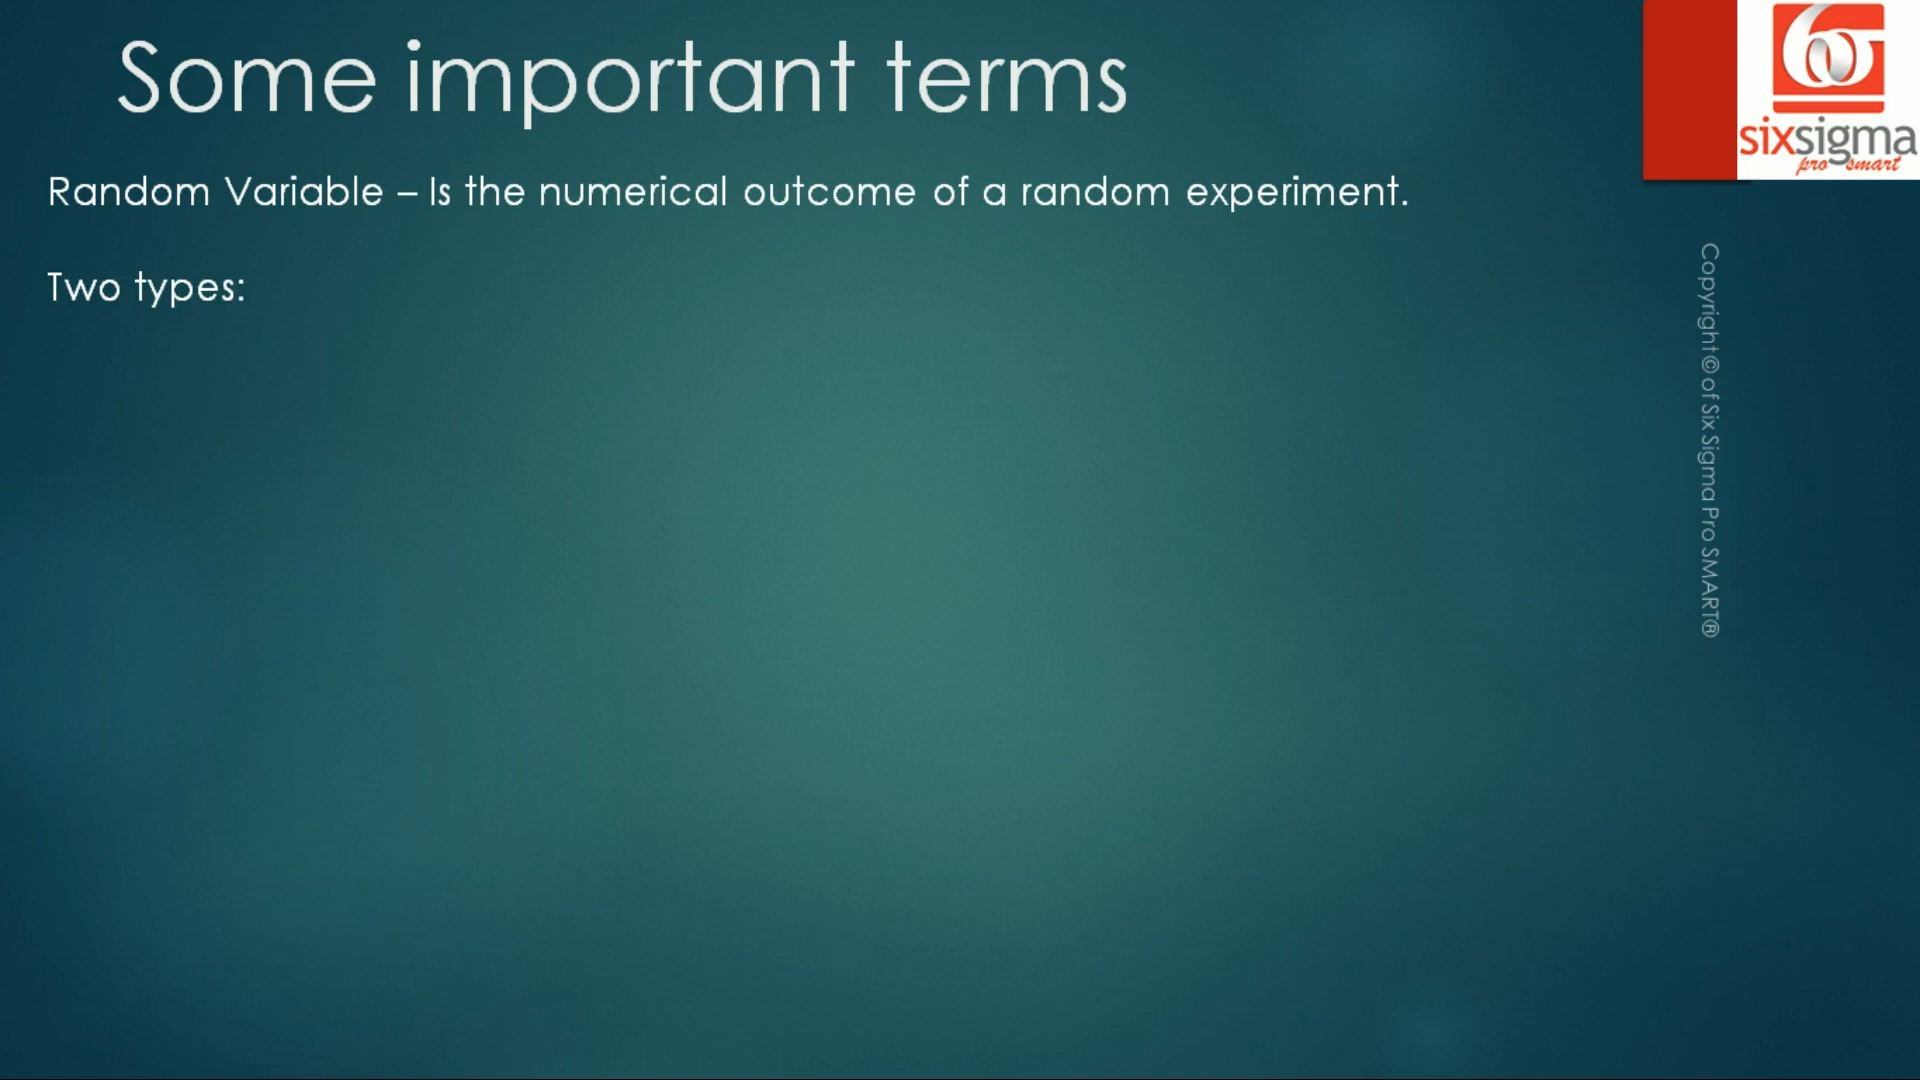 Some important terms
Random Variable – Is the numerical outcome of a random experiment.
Two types:
6σ
sixsigma
pro smart
Copyright © of Six Sigma Pro SMART®